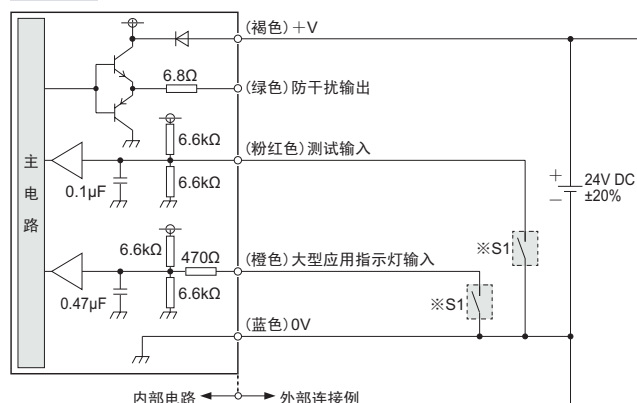 (褐色)＋V
6.8Ω
(绿色)防干扰输出
6.6kΩ
(粉红色)测试输入
主电路
0.1μF
6.6kΩ
＋
－
24V DC
±20%
※S1
6.6kΩ
470Ω
(橙色)大型应用指示灯输入
0.47μF
6.6kΩ
※S1
(蓝色)0V
内部电路
外部连接例